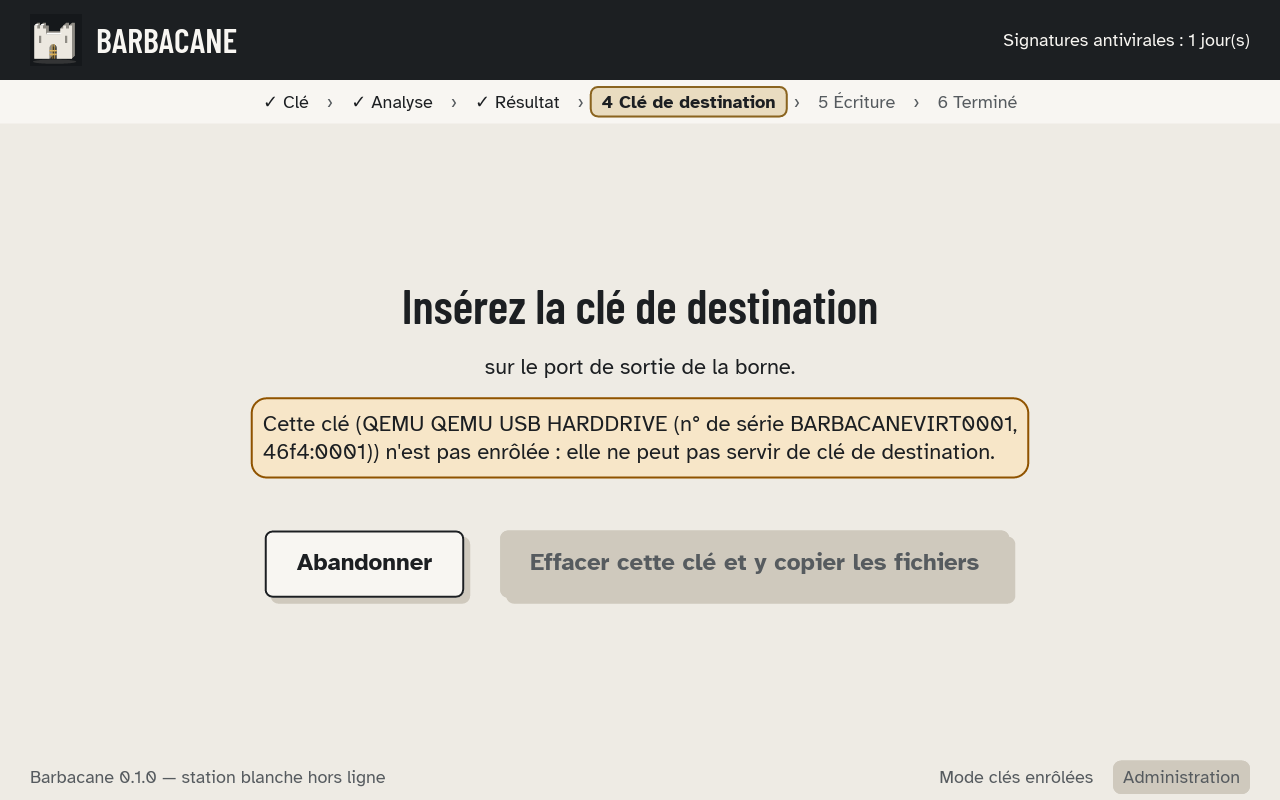 BARBACANE
Signatures antivirales : 1 jour(s)
✓ Clé › ✓ Analyse › ✓ Résultat › 4 Clé de destination › 5 Écriture › 6 Terminé
Insérez la clé de destination
sur le port de sortie de la borne.
Cette clé (QEMU QEMU USB HARDDRIVE (n° de série BARBACANEVIRT0001,
46f4:0001)) n'est pas enrôlée : elle ne peut pas servir de clé de destination.
Abandonner
Effacer cette clé et y copier les fichiers
Barbacane 0.1.0 — station blanche hors ligne
Mode clés enrôlées
Administration